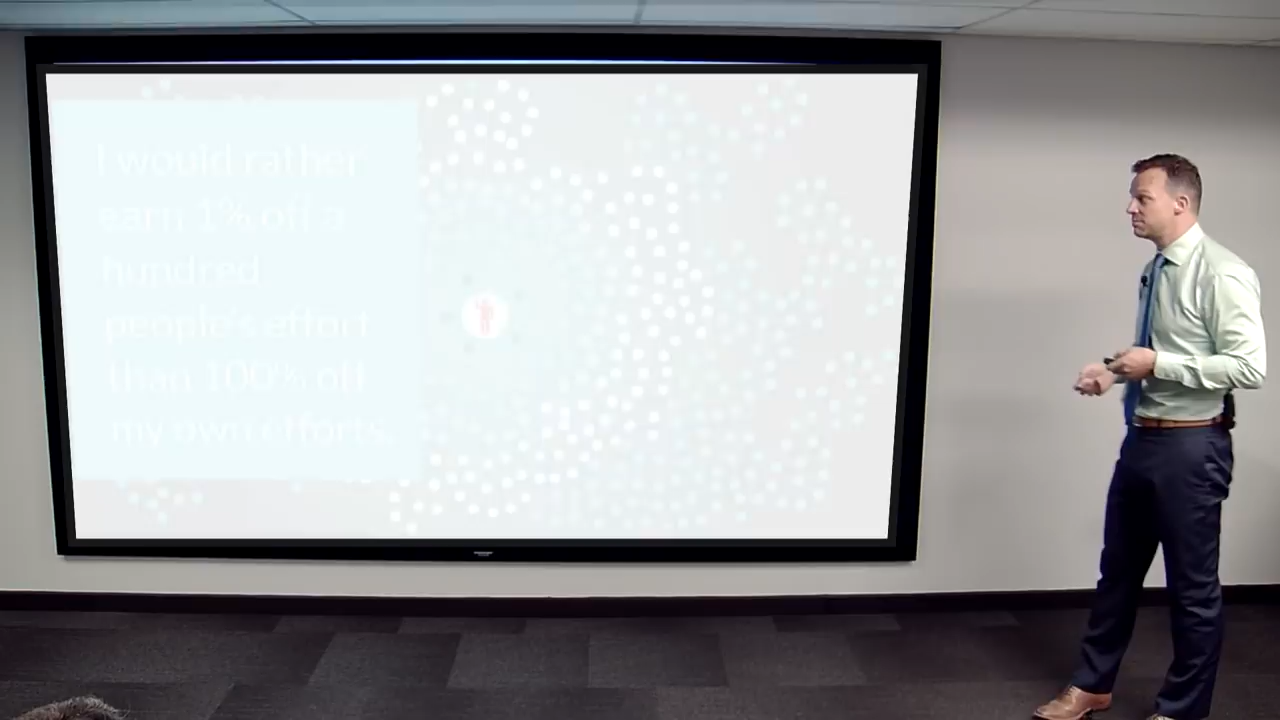 I would rather
earn 1% off a
hundred
people's effort
than 100% off
my own efforts.